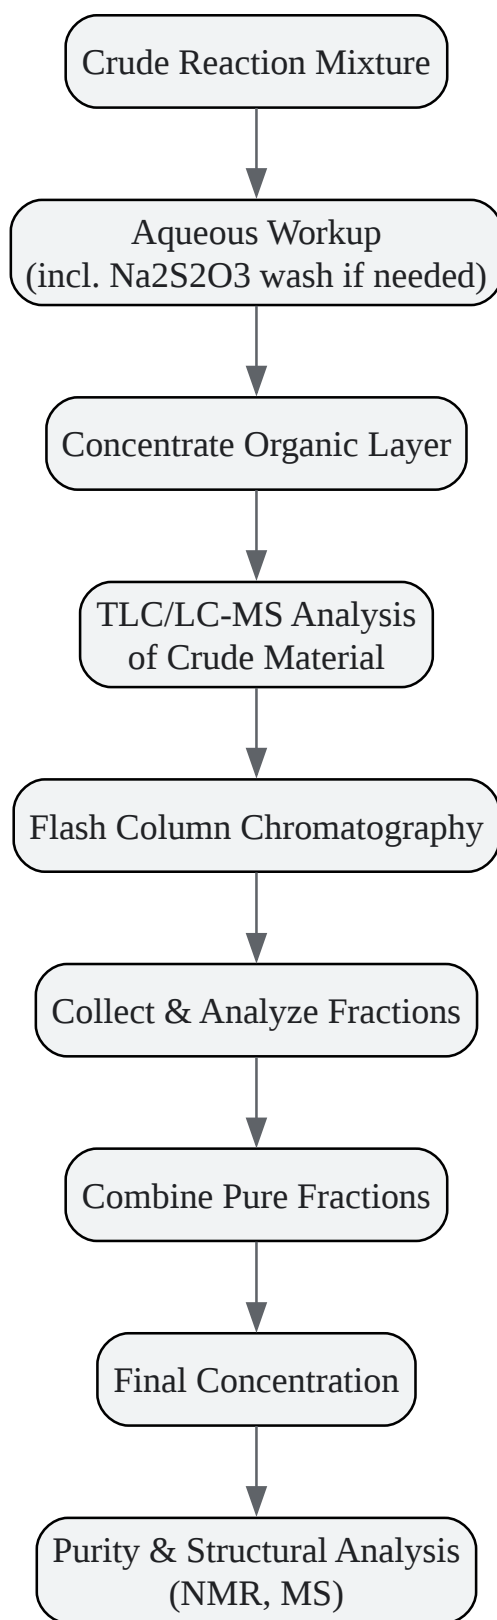 Crude Reaction Mixture
Aqueous Workup
(incl. Na2S2O3 wash if needed)
Concentrate Organic Layer
TLC/LC-MS Analysis
of Crude Material
Flash Column Chromatography
Collect & Analyze Fractions
Combine Pure Fractions
Final Concentration
Purity & Structural Analysis
(NMR, MS)